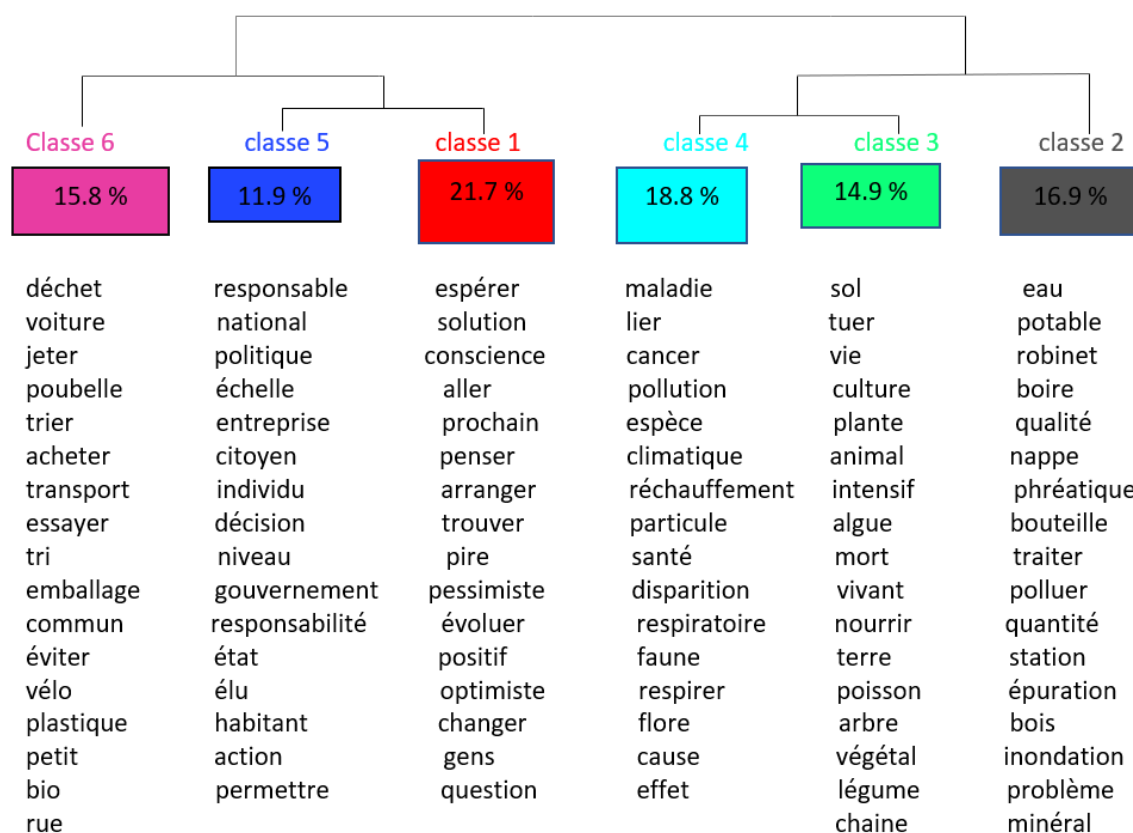 Classe 6 classe 5 classe 1 classe 4 classe 3 classe 2
15.8 % 11.9 % 21.7 % 18.8 % 14.9 % 16.9 %
déchet responsable espérer maladie sol eau
voiture national solution lier tuer potable
jeter politique conscience cancer vie robinet
poubelle échelle aller pollution culture boire
trier entreprise prochain espèce plante qualité
acheter citoyen penser climatique animal nappe
transport individu arranger réchauffement intensif phréatique
essayer décision trouver particule algue bouteille
tri niveau pire santé mort traiter
emballage gouvernement pessimiste disparition vivant polluer
commun responsabilité évoluer respiratoire nourrir quantité
éviter état positif faune terre station
vélo élu optimiste respirer poisson épuration
plastique habitant changer flore arbre bois
petit action gens cause végétal inondation
bio permettre question effet légume problème
rue chaine minéral